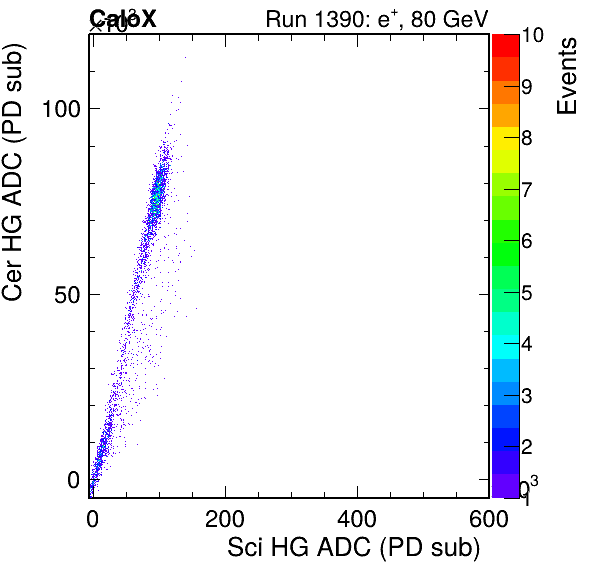 CaloX ×10³ Run 1390: e⁺, 80 GeV
Cer HG ADC (PD sub)
100
50
0
0 200 400 600
Sci HG ADC (PD sub)
10
9
8
7
6
5
4
3
2
1
Events